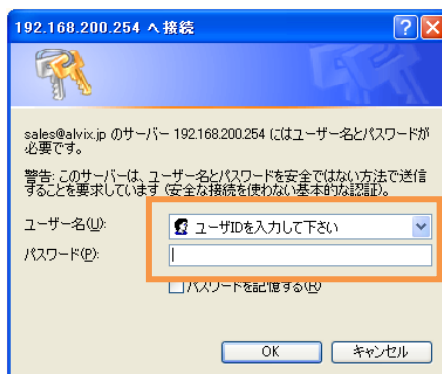 192.168.200.254 へ接続
sales@alvix.jp のサーバー 192.168.200.254 にはユーザー名とパスワードが
必要です。
警告: このサーバーは、ユーザー名とパスワードを安全ではない方法で送信
することを要求しています (安全な接続を使わない基本的な認証)。
ユーザー名(U):
ユーザIDを入力して下さい
パスワード(P):
パスワードを記憶する(R)
OK キャンセル